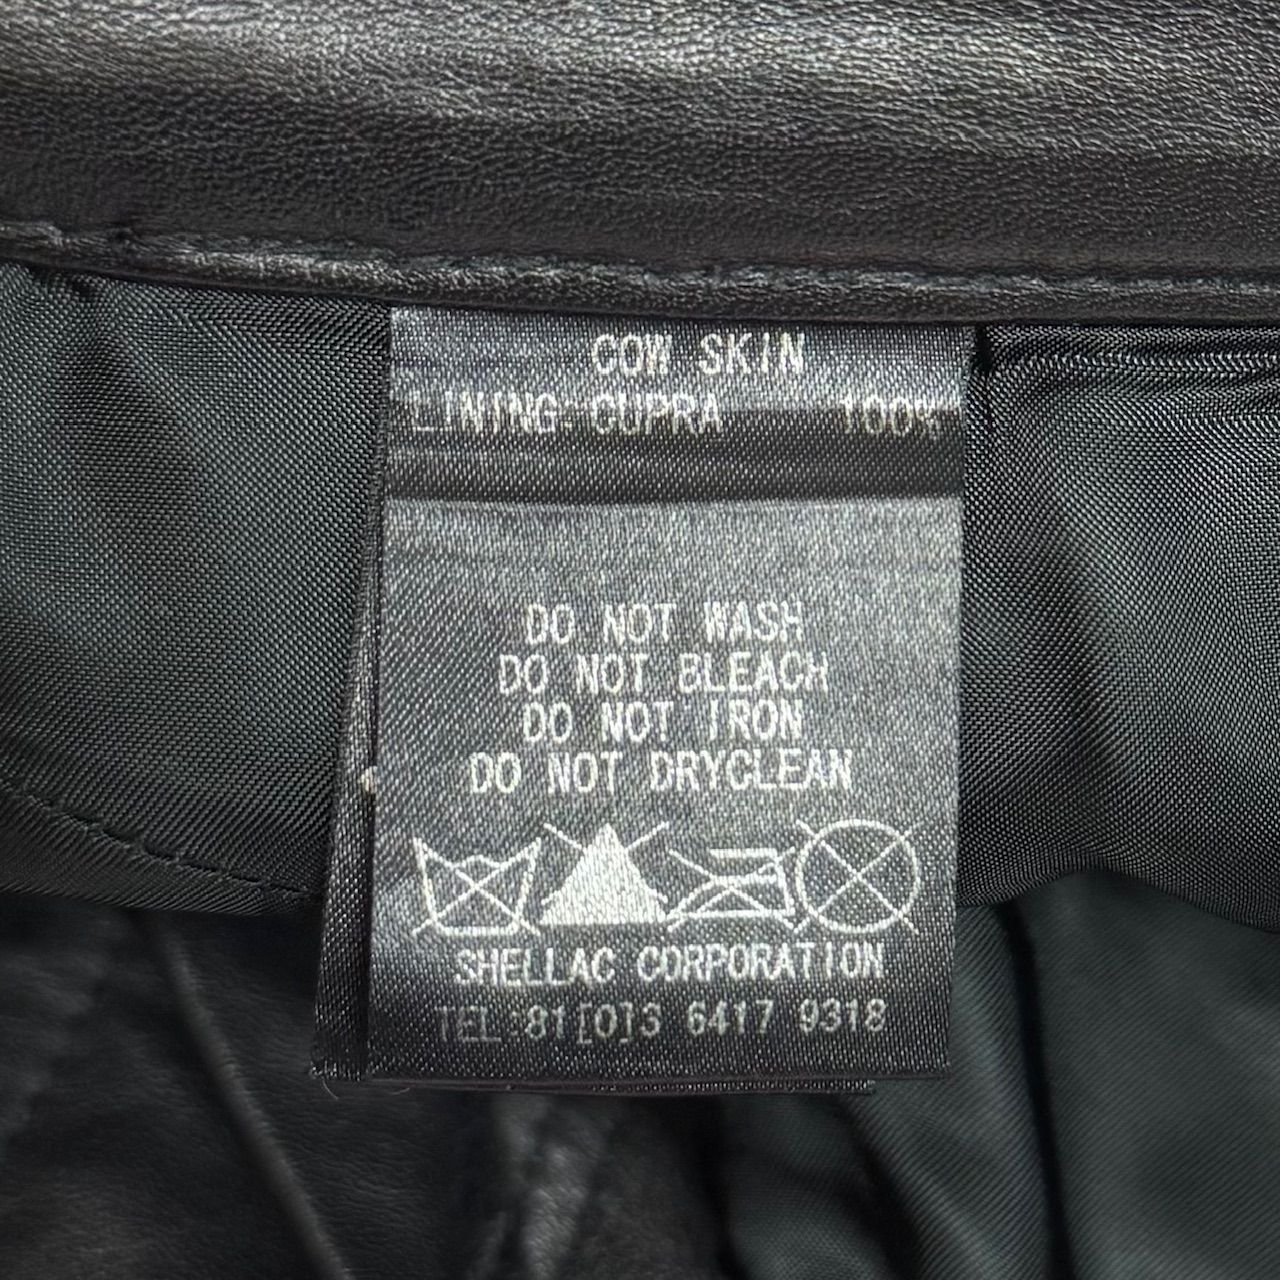 COW SKIN
LINING:CUPRA 100%
DO NOT WASH
DO NOT BLEACH
DO NOT IRON
DO NOT DRYCLEAN
SHELLAC CORPORATION
TEL 81[0]3 6417 9318